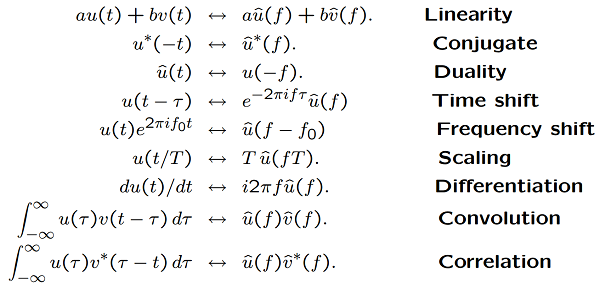 au(t) + bv(t) ↔ aû(f) + bv̂(f). Linearity
u*(−t) ↔ û*(f). Conjugate
û(t) ↔ u(−f). Duality
u(t − τ) ↔ e^{−2πifτ}û(f) Time shift
u(t)e^{2πif₀t} ↔ û(f − f₀) Frequency shift
u(t/T) ↔ T û(fT). Scaling
du(t)/dt ↔ i2πfû(f). Differentiation
∫_{−∞}^{∞} u(τ)v(t − τ) dτ ↔ û(f)v̂(f). Convolution
∫_{−∞}^{∞} u(τ)v*(τ − t) dτ ↔ û(f)v̂*(f). Correlation